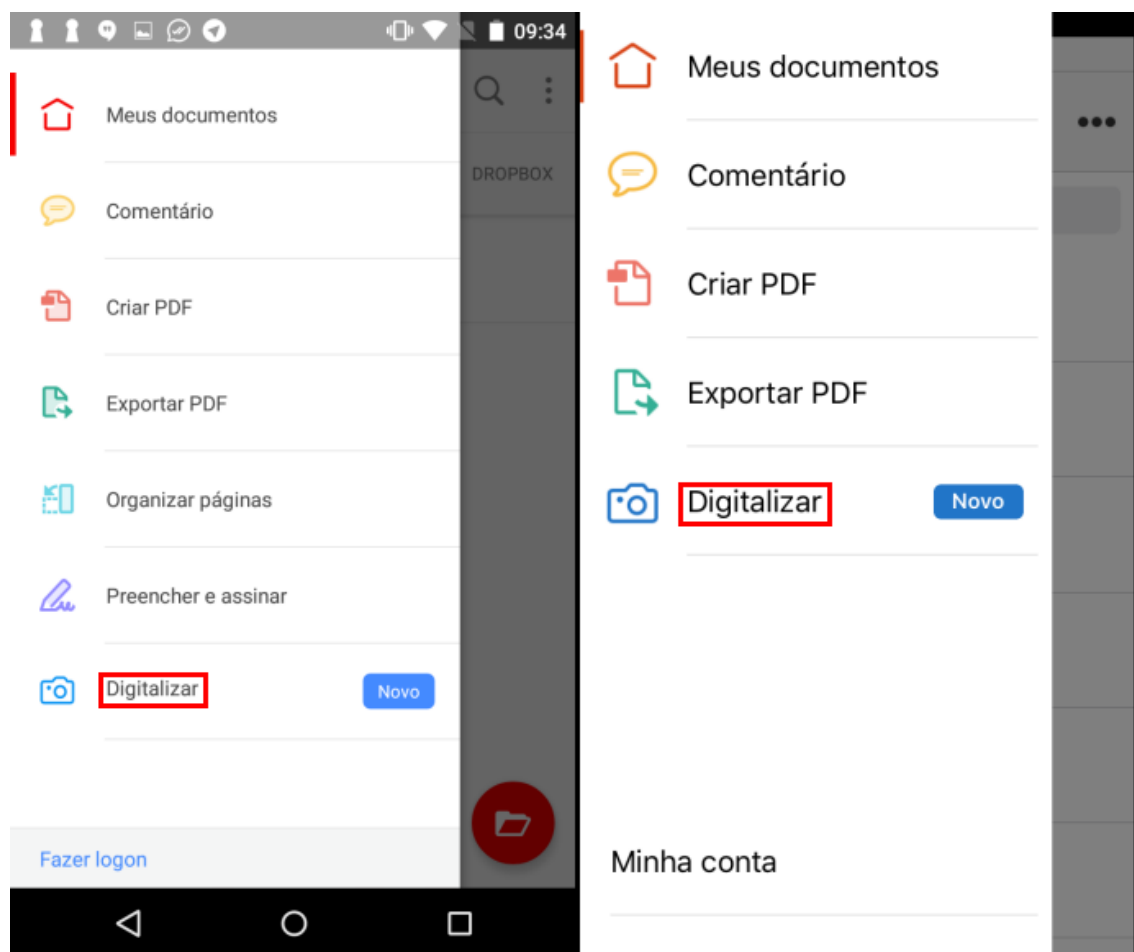 09:34
Meus documentos
DROPBOX
Comentário
Criar PDF
Exportar PDF
Organizar páginas
Preencher e assinar
Digitalizar Novo
Fazer logon
Meus documentos
Comentário
Criar PDF
Exportar PDF
Digitalizar Novo
Minha conta